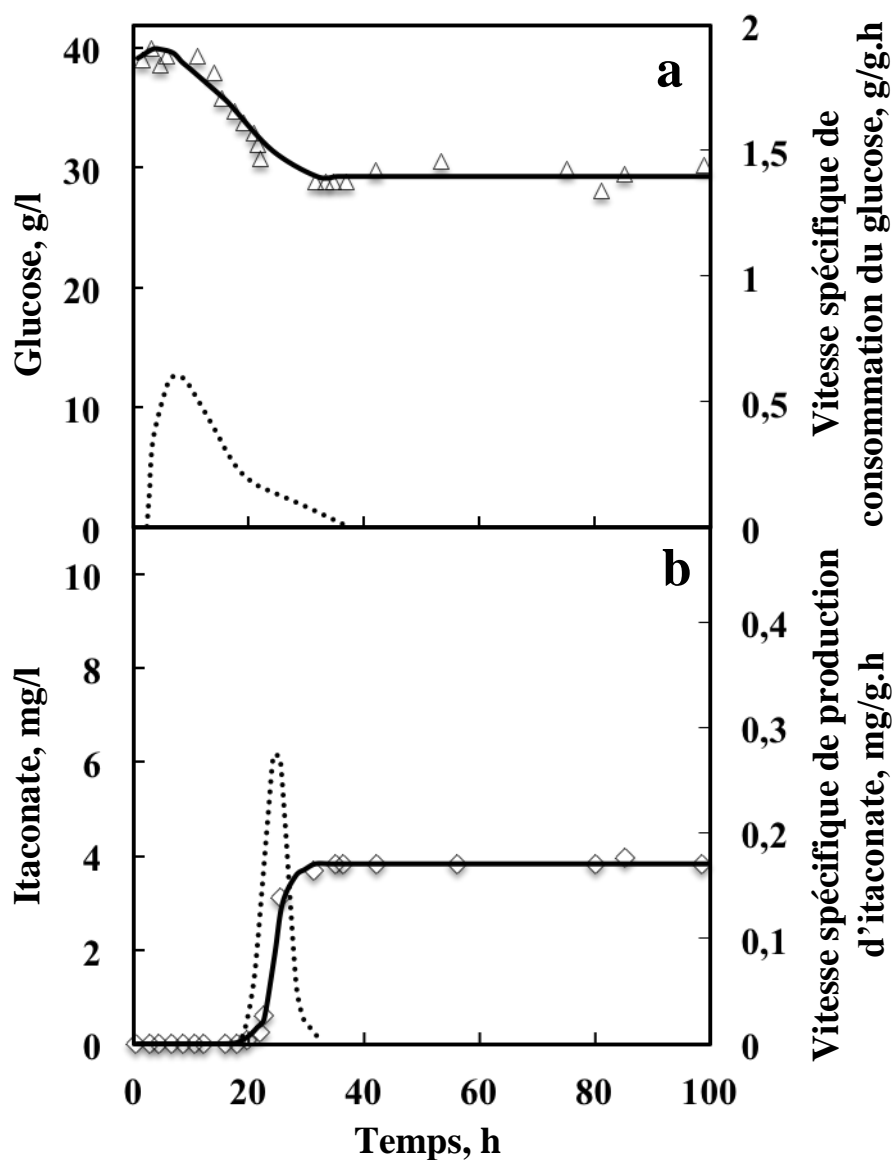 40
30
20
10
0
Glucose, g/l
a
2
1,5
1
0,5
0
Vitesse spécifique de
consommation du glucose, g/g.h
10
8
6
4
2
0
Itaconate, mg/l
b
0,4
0,3
0,2
0,1
0
Vitesse spécifique de production
d’itaconate, mg/g.h
0 20 40 60 80 100
Temps, h